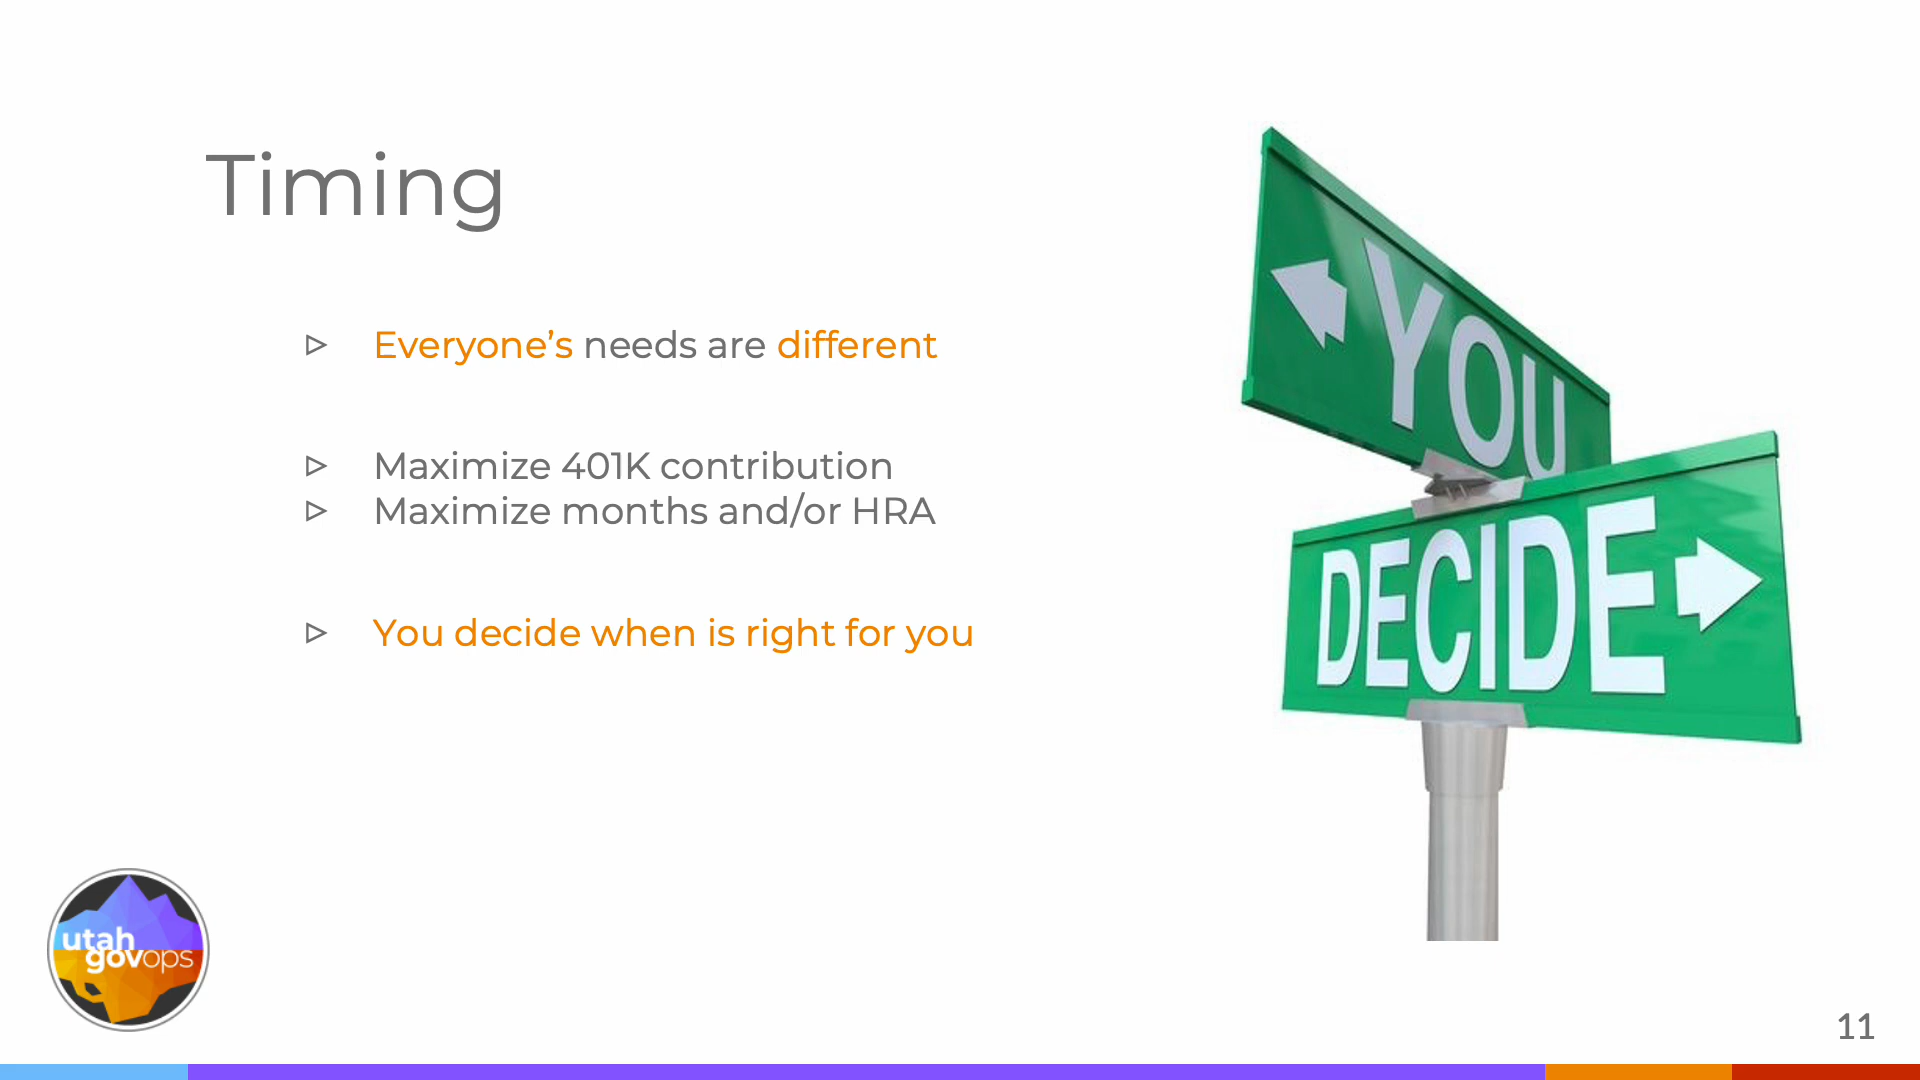 Timing
Everyone’s needs are different
Maximize 401K contribution
Maximize months and/or HRA
You decide when is right for you
YOU
DECIDE
utah
govops
11